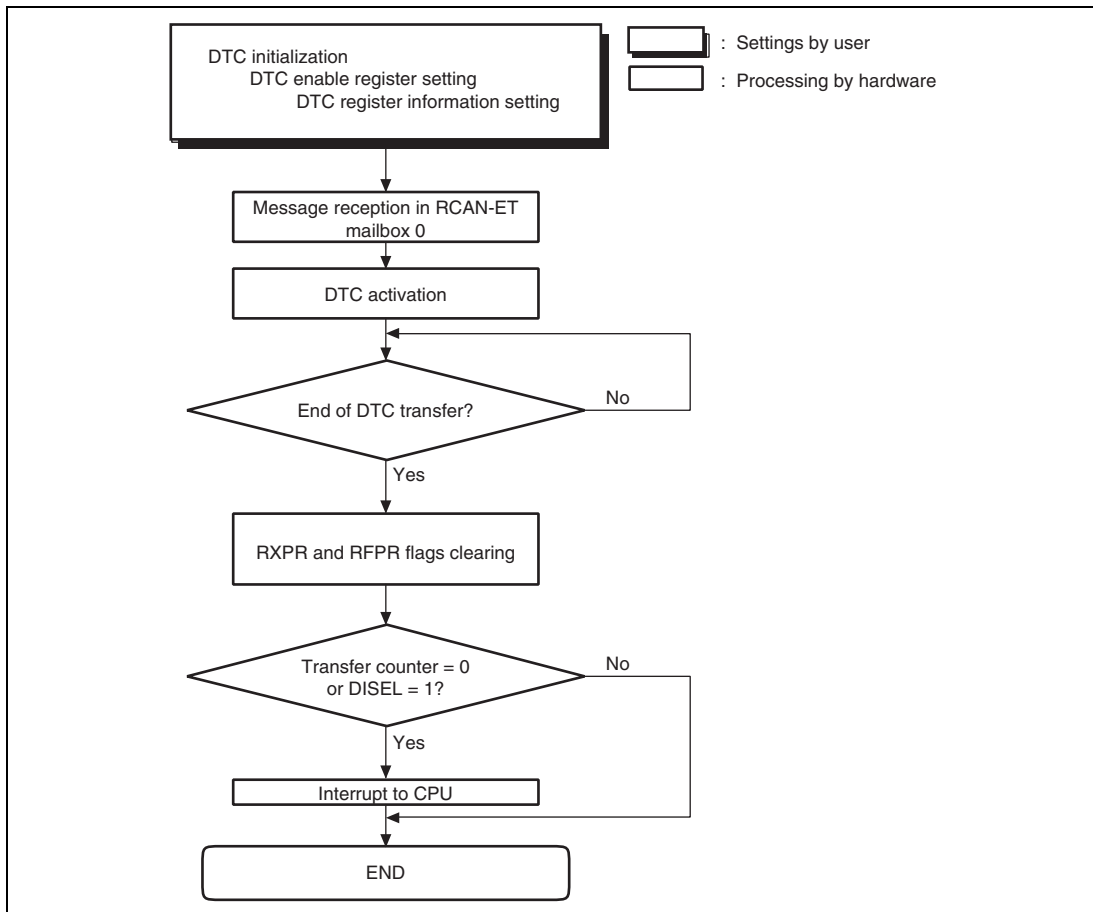 DTC initialization
DTC enable register setting
DTC register information setting
: Settings by user
: Processing by hardware
Message reception in RCAN-ET
mailbox 0
DTC activation
End of DTC transfer?
No
Yes
RXPR and RFPR flags clearing
Transfer counter = 0
or DISEL = 1?
No
Yes
Interrupt to CPU
END